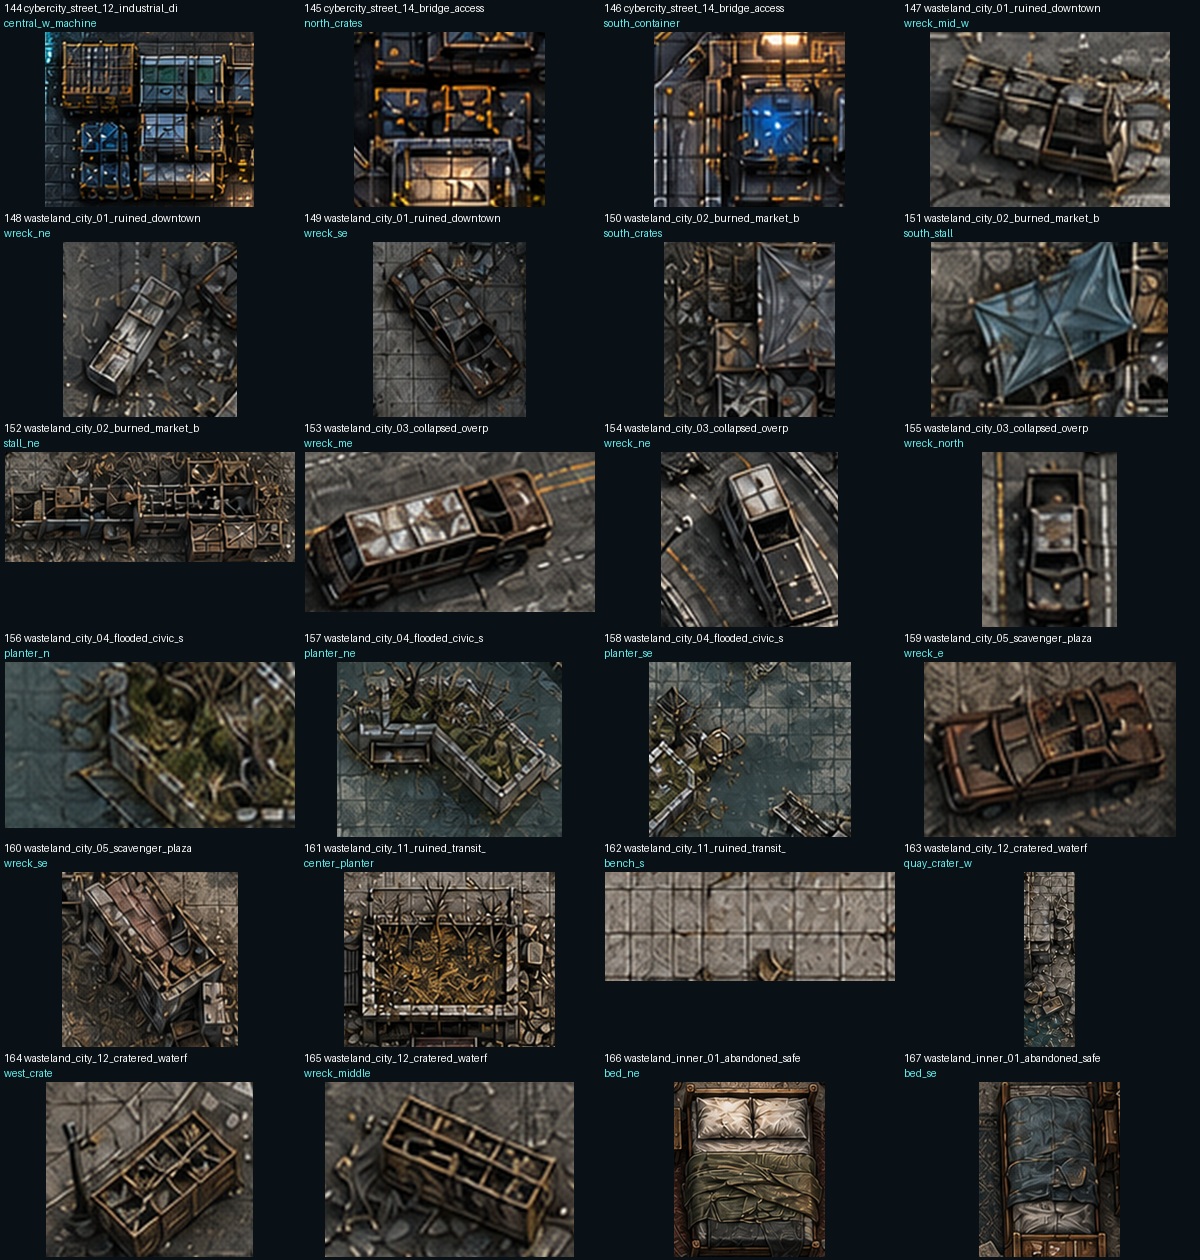 144 cybercity_street_12_industrial_di
central_w_machine
145 cybercity_street_14_bridge_access
north_crates
146 cybercity_street_14_bridge_access
south_container
147 wasteland_city_01_ruined_downtown
wreck_mid_w
148 wasteland_city_01_ruined_downtown
wreck_ne
149 wasteland_city_01_ruined_downtown
wreck_se
150 wasteland_city_02_burned_market_b
south_crates
151 wasteland_city_02_burned_market_b
south_stall
152 wasteland_city_02_burned_market_b
stall_ne
153 wasteland_city_03_collapsed_overp
wreck_me
154 wasteland_city_03_collapsed_overp
wreck_ne
155 wasteland_city_03_collapsed_overp
wreck_north
156 wasteland_city_04_flooded_civic_s
planter_n
157 wasteland_city_04_flooded_civic_s
planter_ne
158 wasteland_city_04_flooded_civic_s
planter_se
159 wasteland_city_05_scavenger_plaza
wreck_e
160 wasteland_city_05_scavenger_plaza
wreck_se
161 wasteland_city_11_ruined_transit_
center_planter
162 wasteland_city_11_ruined_transit_
bench_s
163 wasteland_city_12_cratered_waterf
quay_crater_w
164 wasteland_city_12_cratered_waterf
west_crate
165 wasteland_city_12_cratered_waterf
wreck_middle
166 wasteland_inner_01_abandoned_safe
bed_ne
167 wasteland_inner_01_abandoned_safe
bed_se